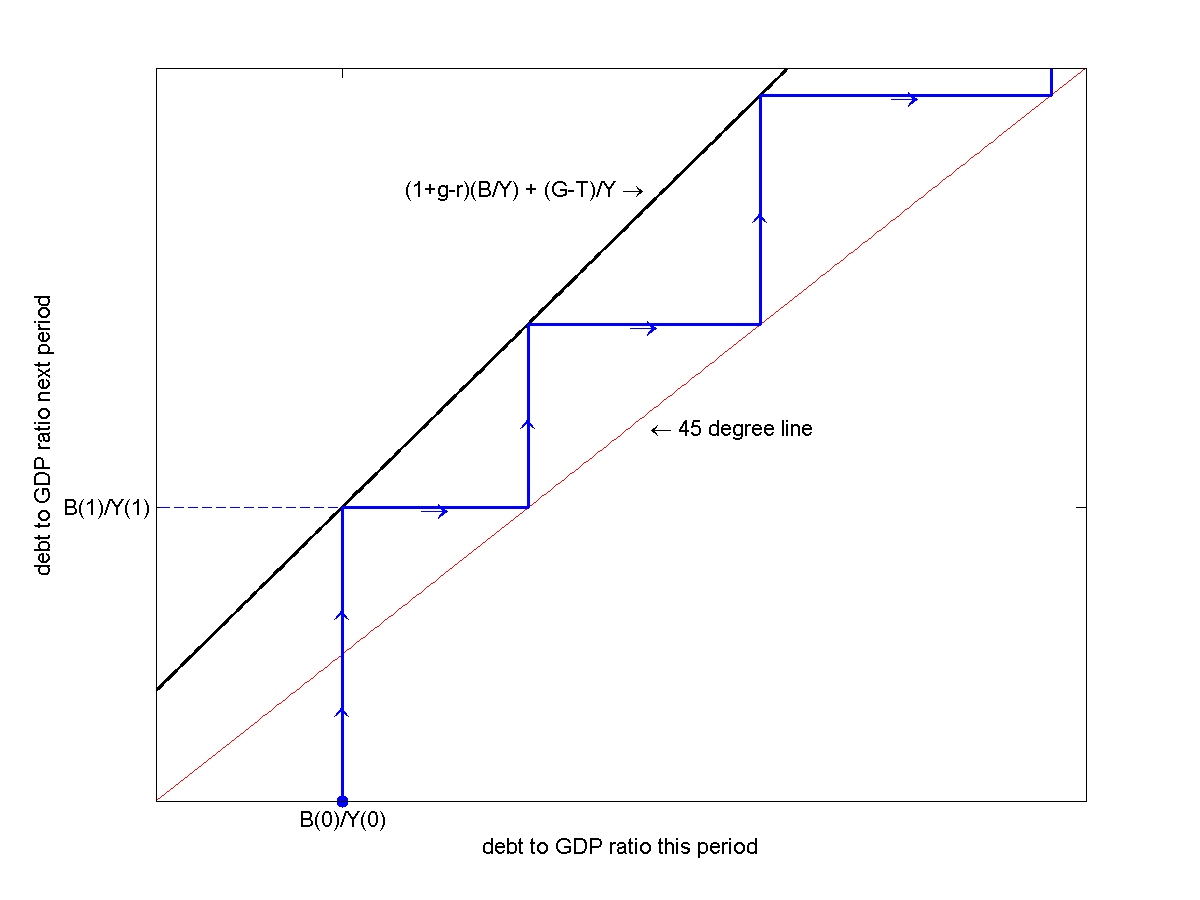 (1+g-r)(B/Y) + (G-T)/Y →
← 45 degree line
debt to GDP ratio next period
B(1)/Y(1)
B(0)/Y(0)
debt to GDP ratio this period